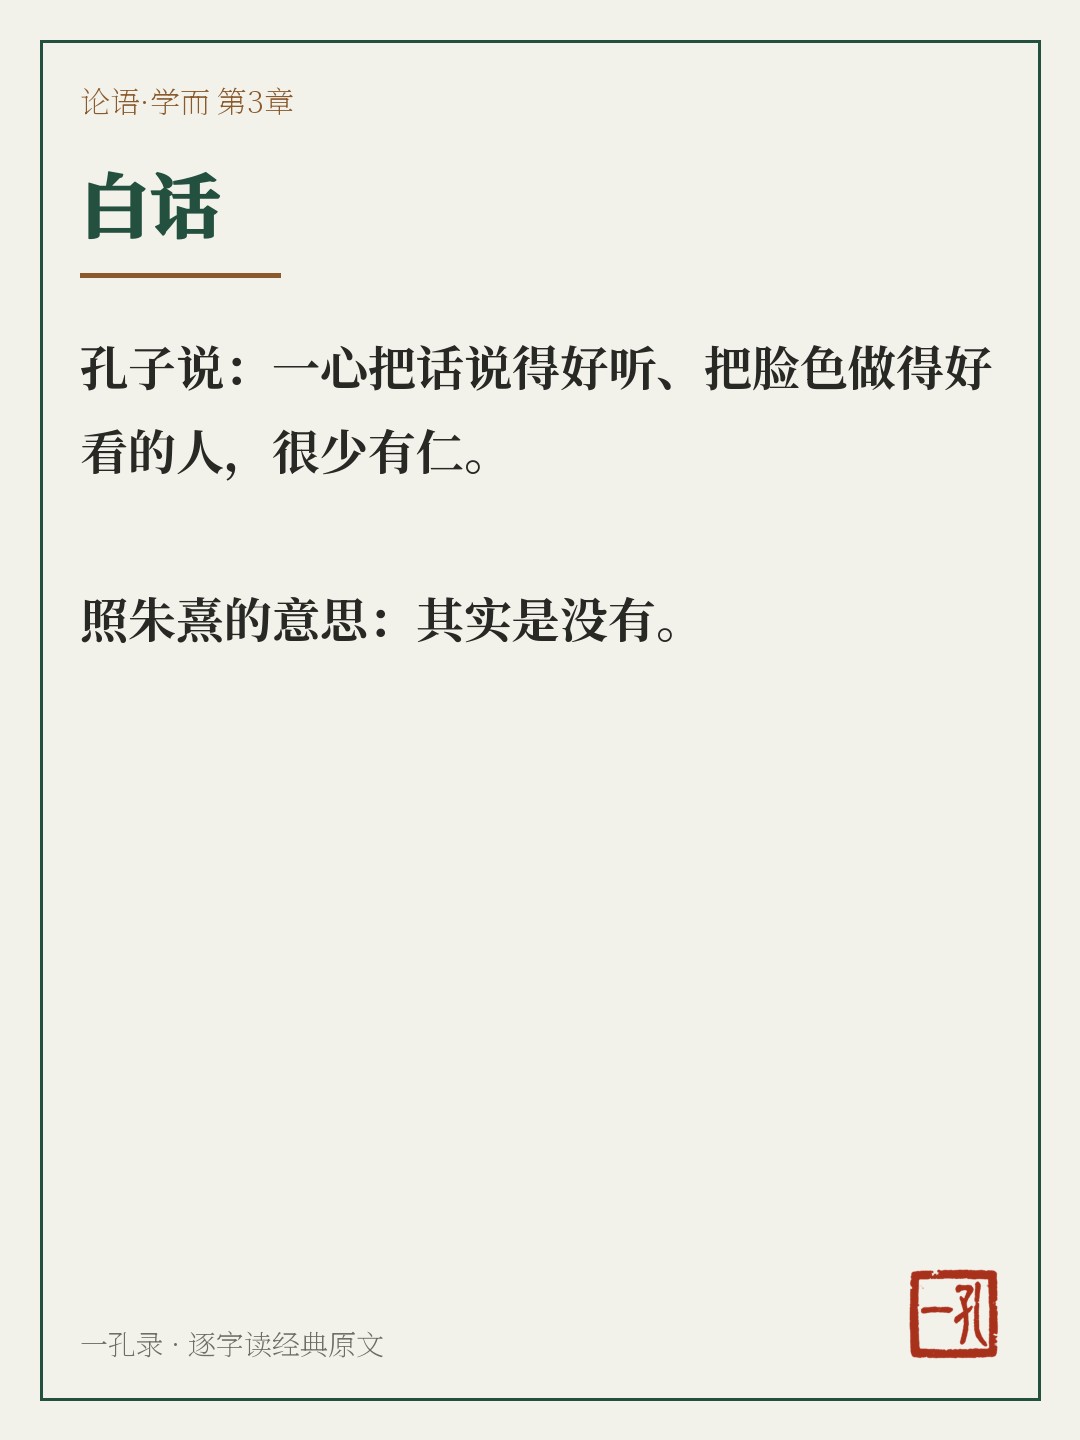 论语·学而 第3章
白话
孔子说：一心把话说得好听、把脸色做得好
看的人，很少有仁。
照朱熹的意思：其实是没有。
一孔录 · 逐字读经典原文
一孔